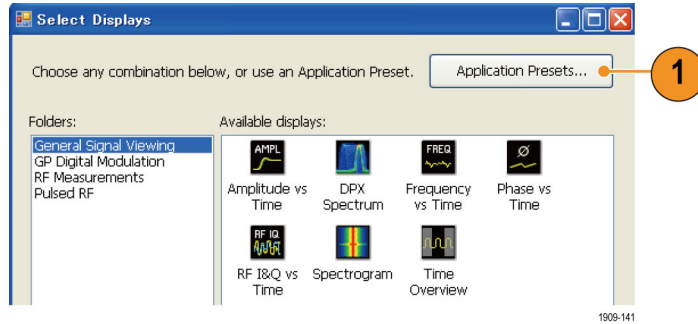 Select Displays
Choose any combination below, or use an Application Preset.
Application Presets...
1
Folders:
General Signal Viewing
GP Digital Modulation
RF Measurements
Pulsed RF
Available displays:
AMPL
Amplitude vs
Time
DPX
Spectrum
FREQ
Frequency
vs Time
Ø
Phase vs
Time
RF IQ
RF I&Q vs
Time
Spectrogram
Time
Overview
1909-141